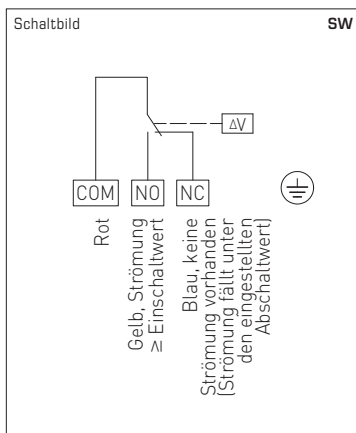 Schaltbild
SW
ΔV
COM
NO
NC
Rot
Gelb, Strömung
≥ Einschaltwert
Blau, keine
Strömung vorhanden
(Strömung fällt unter
den eingestellten
Abschaltwert)